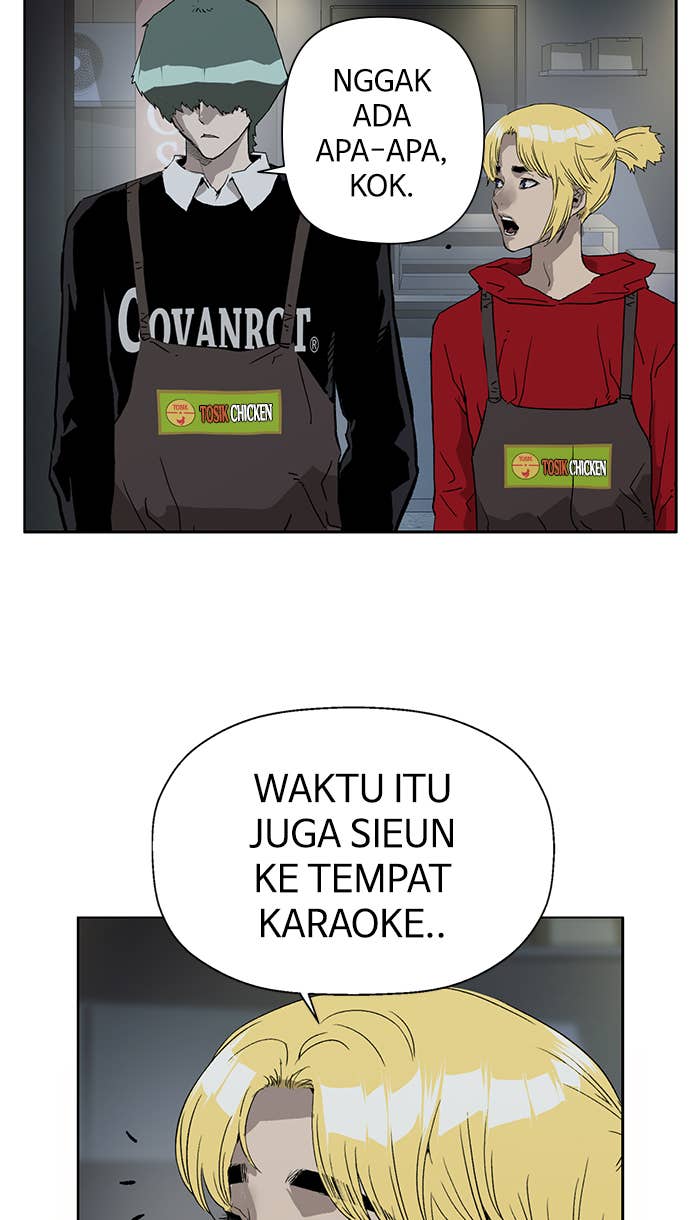 NGGAK
ADA
APA-APA,
KOK.
COVANROT®
TOSIK CHICKEN
TOSIK CHICKEN
WAKTU ITU
JUGA SIEUN
KE TEMPAT
KARAOKE..